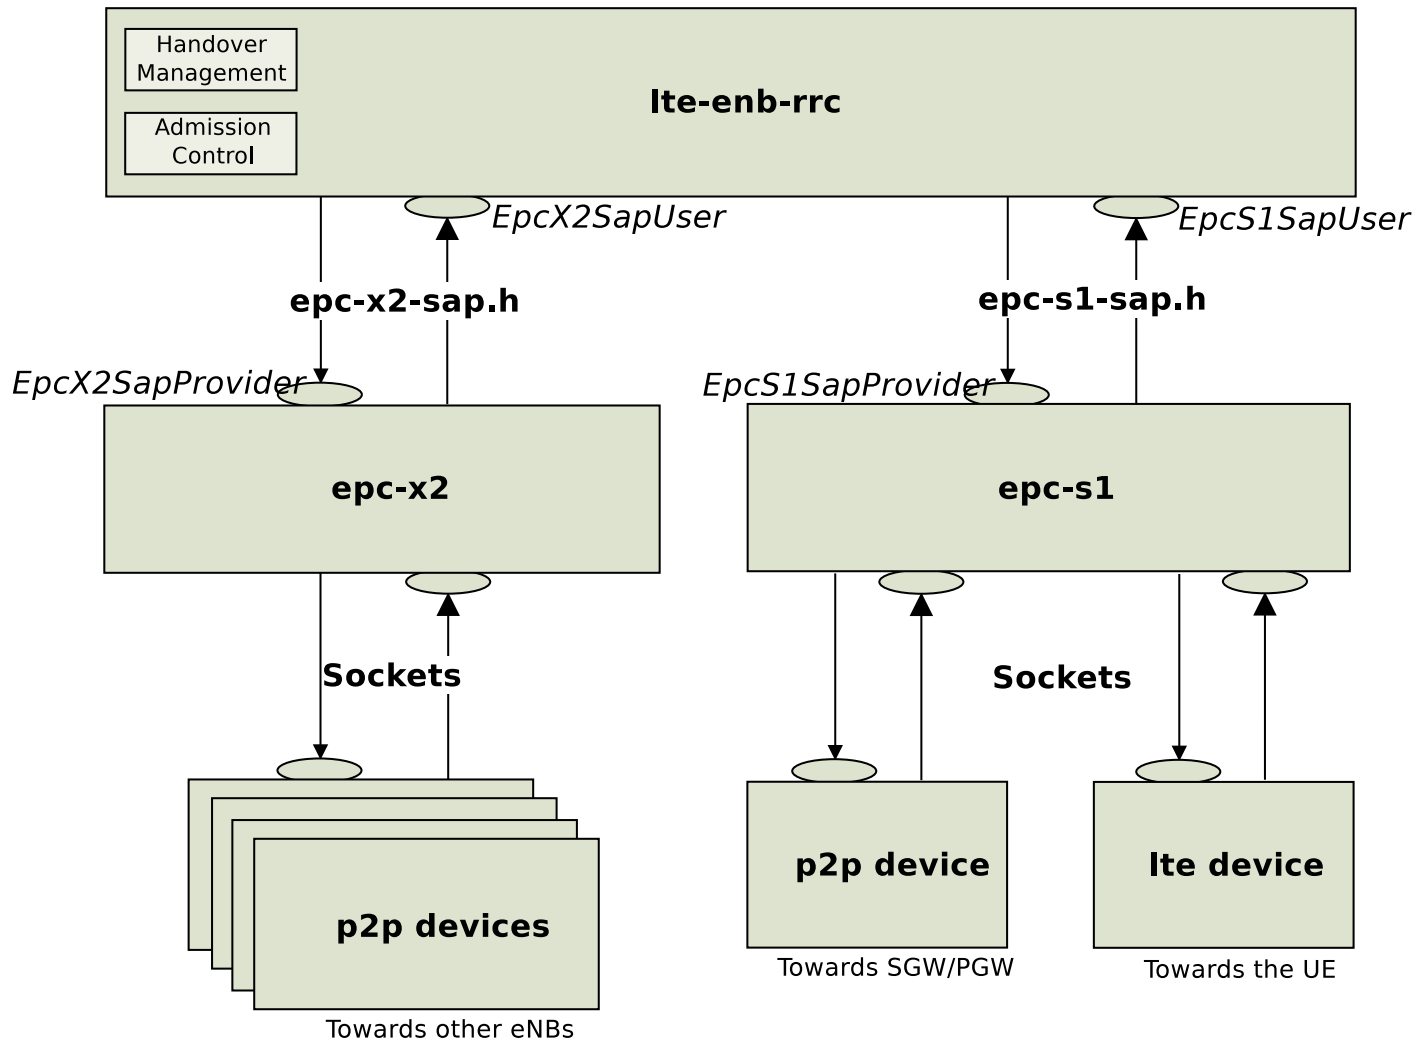 Handover
Management
lte-enb-rrc
Admission
Control
EpcX2SapUser
EpcS1SapUser
epc-x2-sap.h
epc-s1-sap.h
EpcX2SapProvider
EpcS1SapProvider
epc-x2
epc-s1
Sockets
Sockets
p2p device
lte device
p2p devices
Towards SGW/PGW
Towards the UE
Towards other eNBs